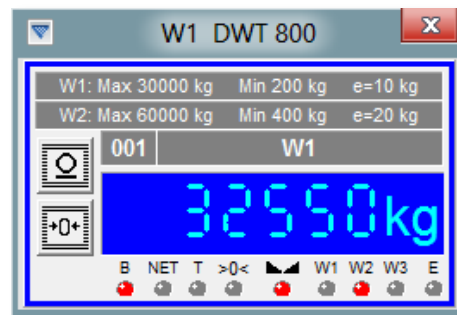 W1 DWT 800
x
W1: Max 30000 kg Min 200 kg e=10 kg
W2: Max 60000 kg Min 400 kg e=20 kg
001 W1
32550kg
+0+
B NET T >0< W1 W2 W3 E